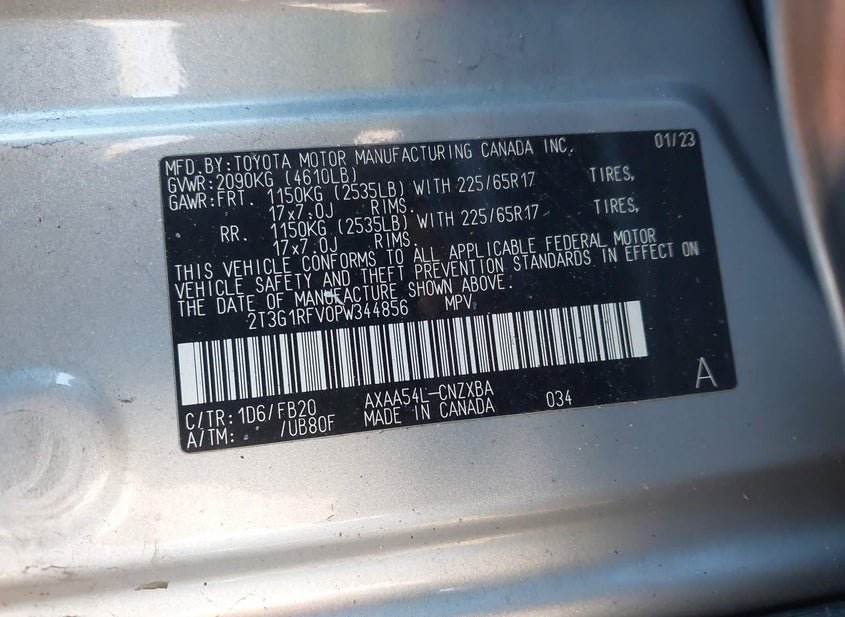 MFD.BY:TOYOTA MOTOR MANUFACTURING CANADA INC. 01/23
GVWR:2090KG (4610LB)
GAWR:FRT. 1150KG (2535LB) WITH 225/65R17 TIRES,
17x7.0J RIMS.
RR. 1150KG (2535LB) WITH 225/65R17 TIRES,
17x7.0J RIMS.
THIS VEHICLE CONFORMS TO ALL APPLICABLE FEDERAL MOTOR
VEHICLE SAFETY AND THEFT PREVENTION STANDARDS IN EFFECT ON
THE DATE OF MANUFACTURE SHOWN ABOVE.
2T3G1RFV0PW344856 MPV
A
C/TR:1D6/FB20 AXAA54L-CNZXBA
A/TM: /UB80F MADE IN CANADA 034